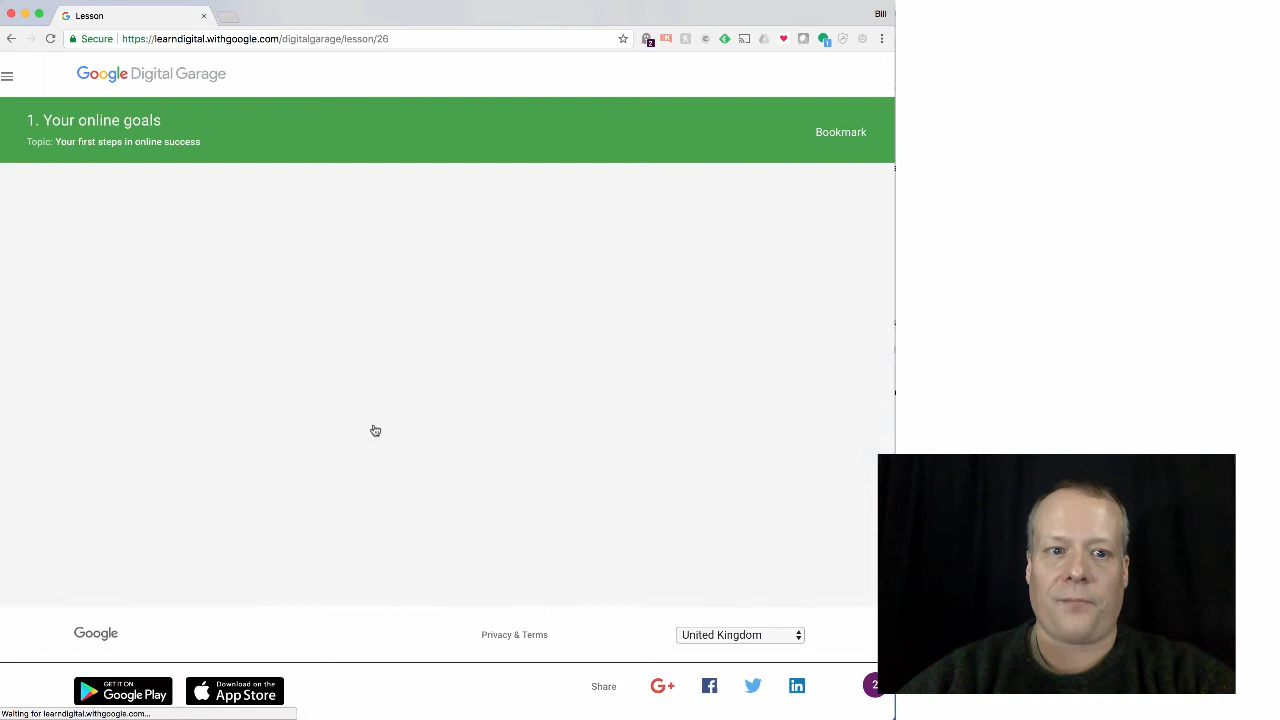 Lesson
Bill
Secure https://learndigital.withgoogle.com/digitalgarage/lesson/26
Google Digital Garage
1. Your online goals
Topic: Your first steps in online success
Bookmark
Google
Privacy & Terms
United Kingdom
GET IT ON
Google Play
Download on the
App Store
Share
G+
2
Waiting for learndigital.withgoogle.com...